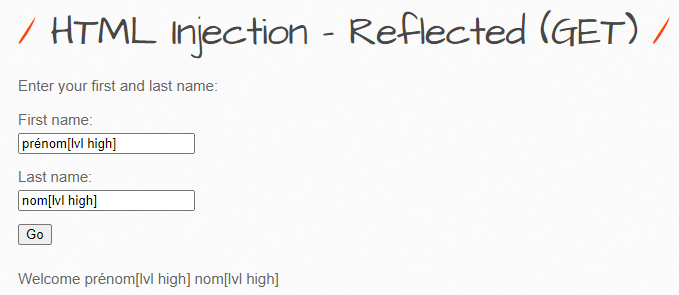 / HTML Injection - Reflected (GET) /
Enter your first and last name:
First name:
prénom[lvl high]
Last name:
nom[lvl high]
Go
Welcome prénom[lvl high] nom[lvl high]